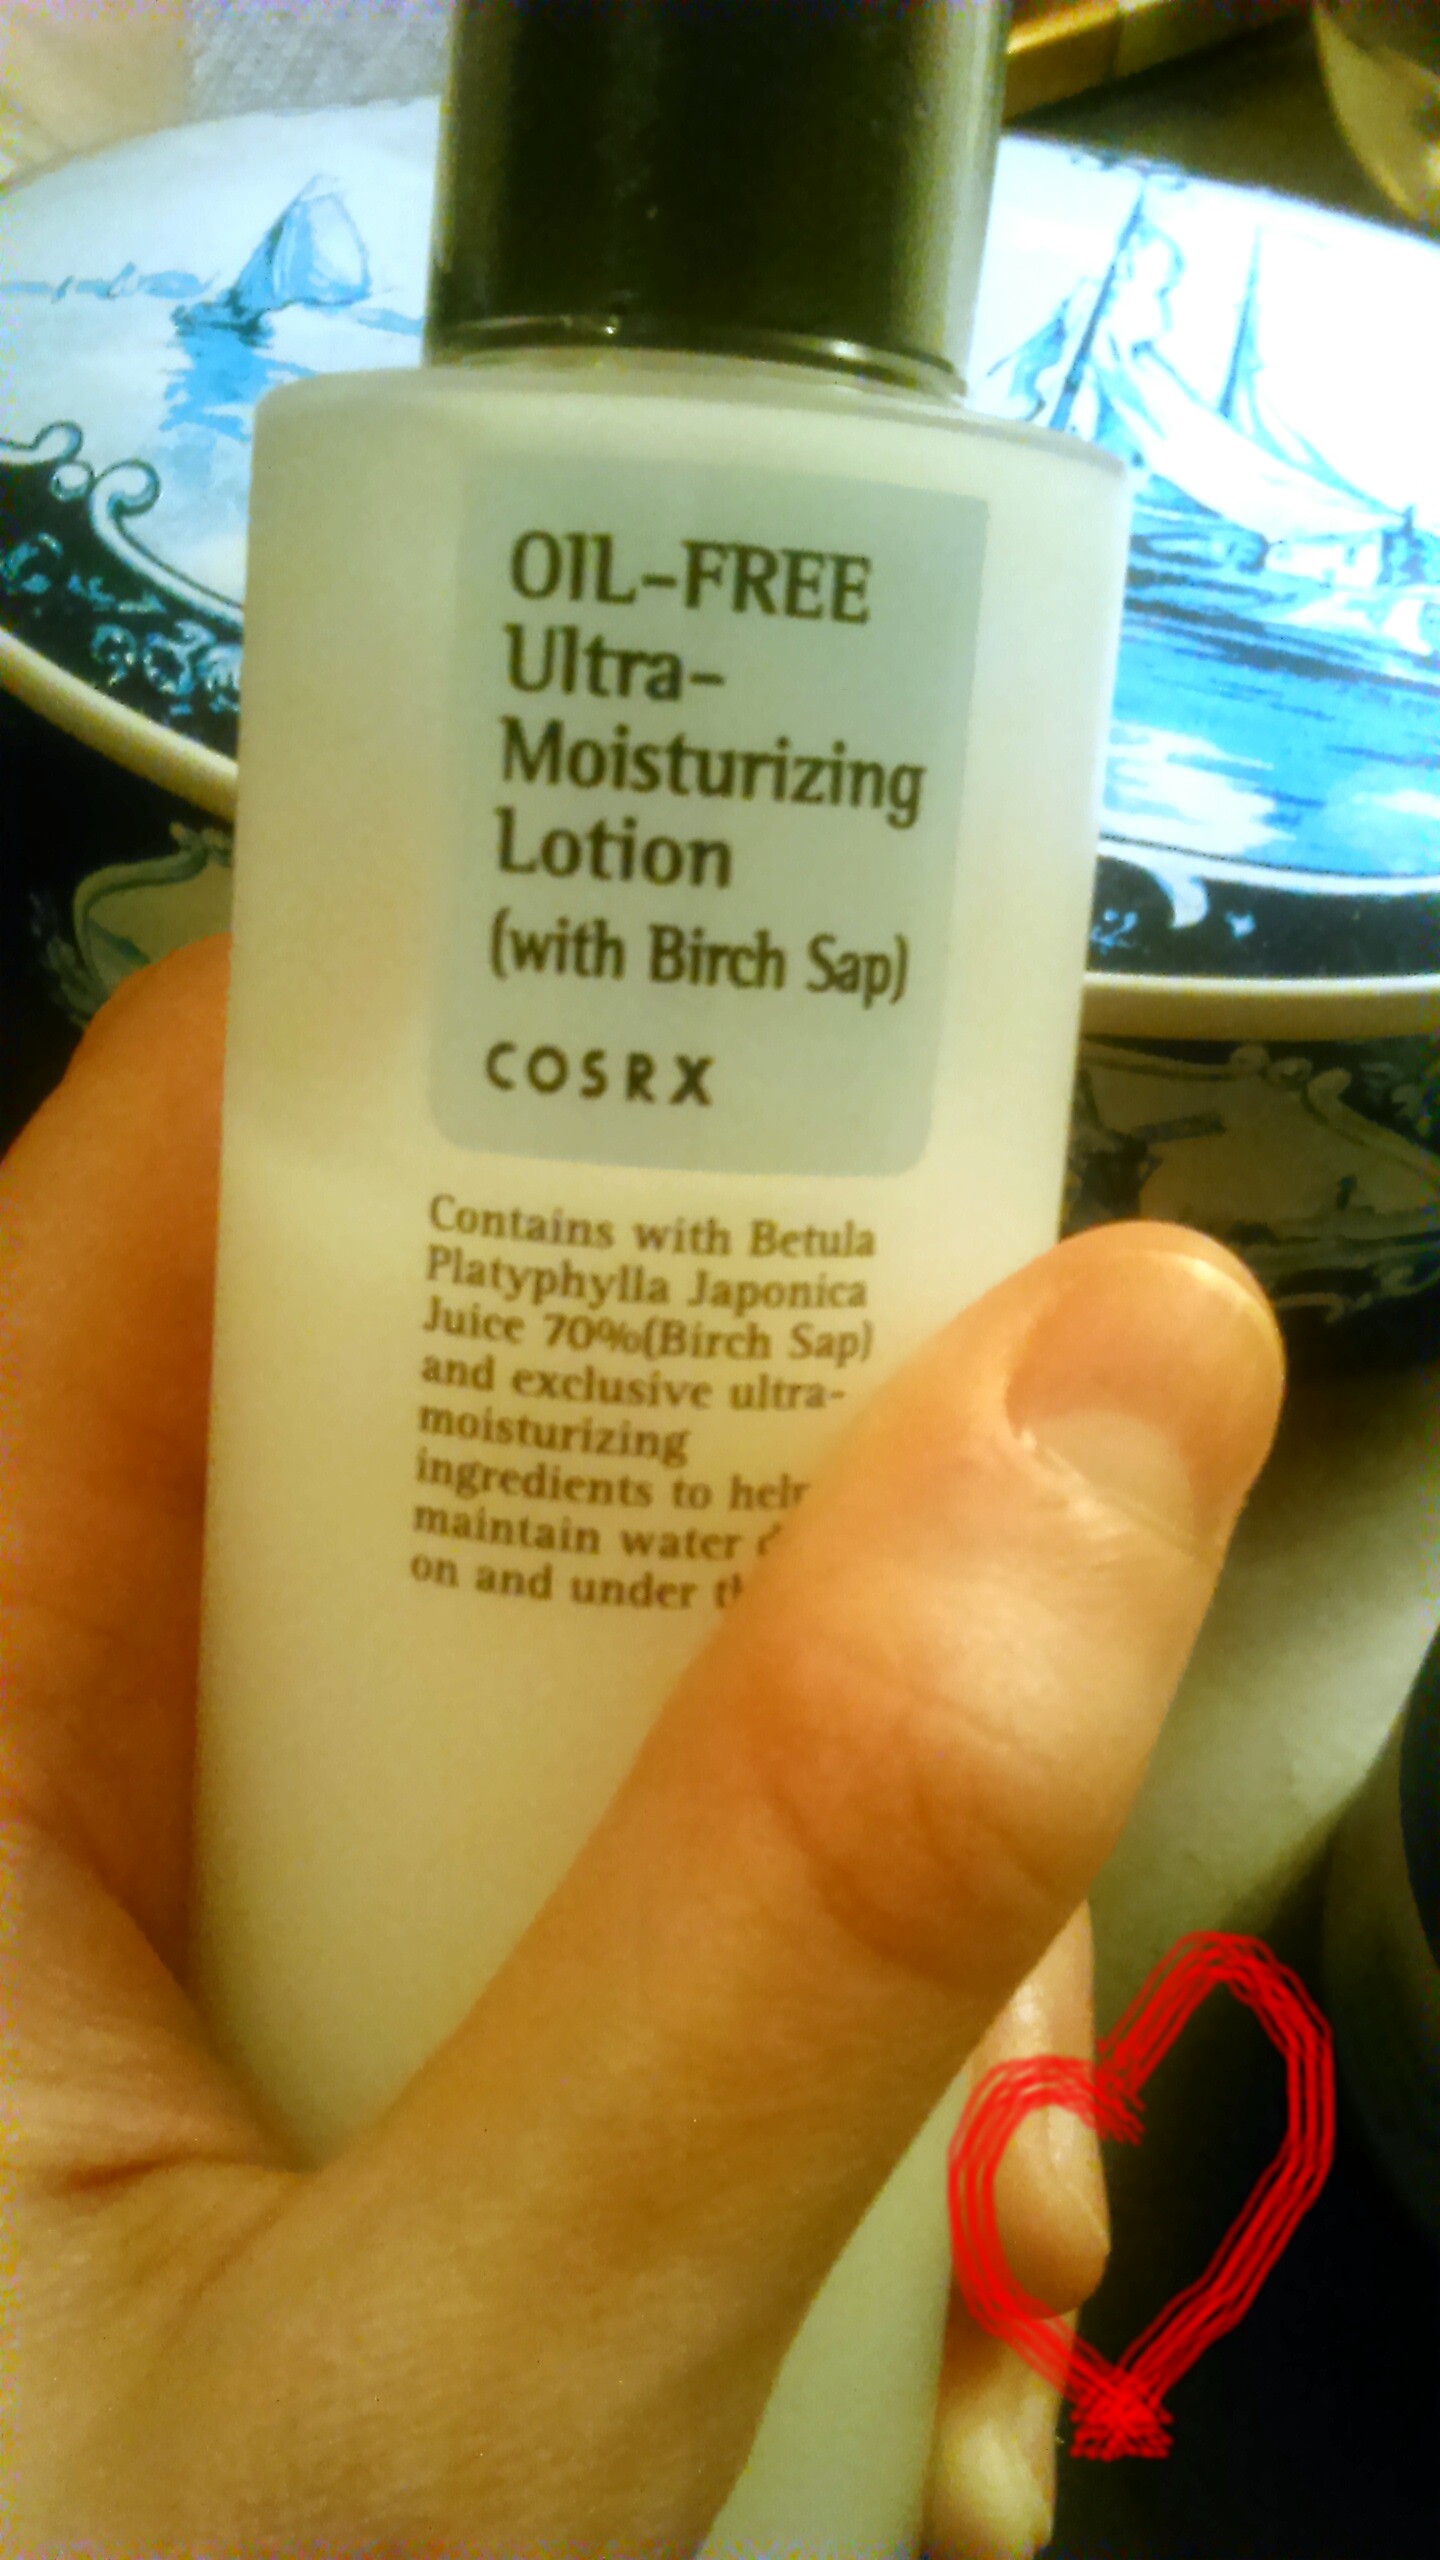 OIL-FREE
Ultra-
Moisturizing
Lotion
(with Birch Sap)
COSRX
Contains with Betula
Platyphylla Japonica
Juice 70%(Birch Sap)
and exclusive ultra-
moisturizing
ingredients to
maintain water
on and under